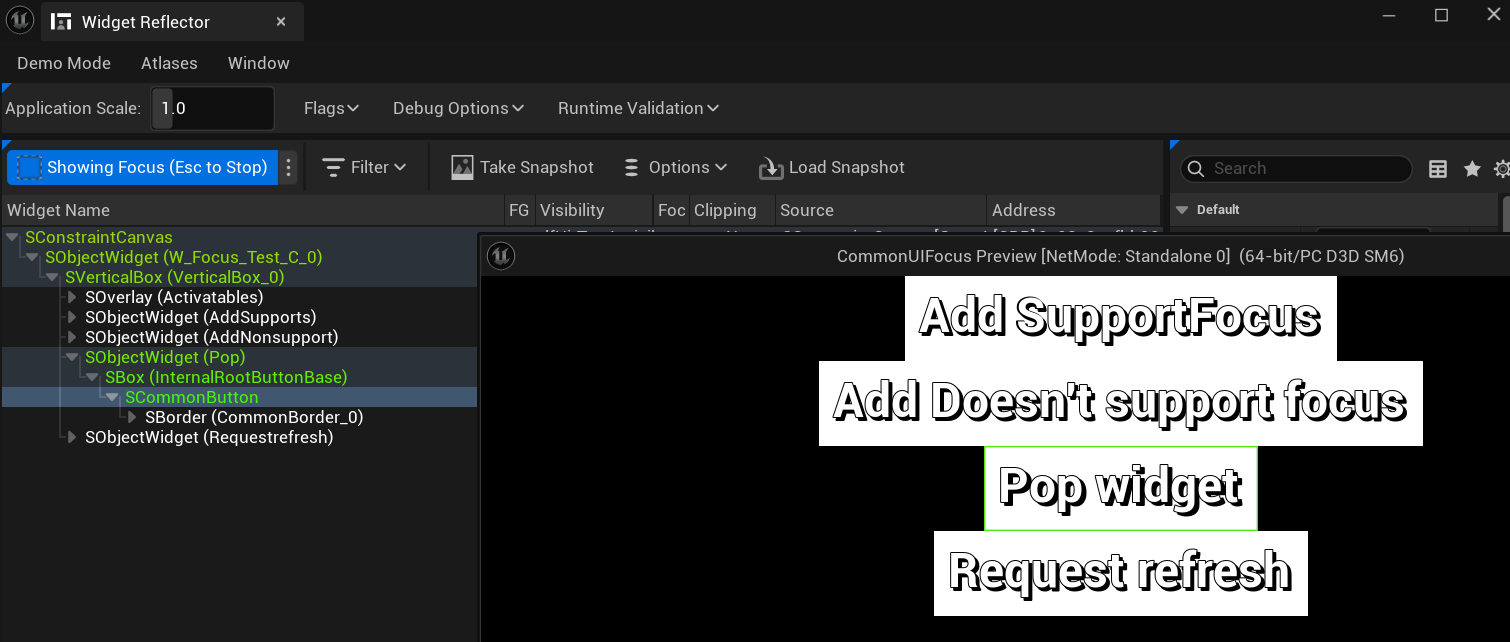 Widget Reflector
Demo Mode Atlases Window
Application Scale: 1.0 Flags Debug Options Runtime Validation
Showing Focus (Esc to Stop) Filter Take Snapshot Options Load Snapshot Search
Widget Name FG Visibility Foc Clipping Source Address Default
SConstraintCanvas
CommonUIFocus Preview [NetMode: Standalone 0] (64-bit/PC D3D SM6)
SObjectWidget (W_Focus_Test_C_0)
SVerticalBox (VerticalBox_0)
SOverlay (Activatables)
SObjectWidget (AddSupports)
SObjectWidget (AddNonsupport)
SObjectWidget (Pop)
SBox (InternalRootButtonBase)
SCommonButton
SBorder (CommonBorder_0)
SObjectWidget (Requestrefresh)
Add SupportFocus
Add Doesn't support focus
Pop widget
Request refresh